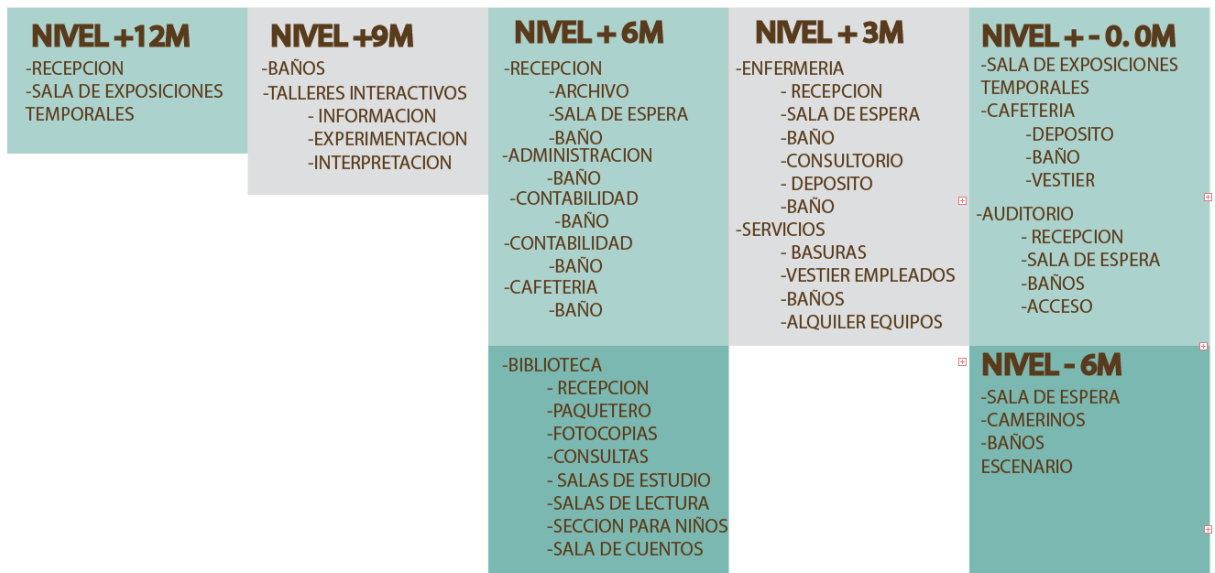 NIVEL +12M
-RECEPCION
-SALA DE EXPOSICIONES
TEMPORALES
NIVEL +9M
-BAÑOS
-TALLERES INTERACTIVOS
- INFORMACION
-EXPERIMENTACION
-INTERPRETACION
NIVEL + 6M
-RECEPCION
-ARCHIVO
-SALA DE ESPERA
-BAÑO
-ADMINISTRACION
-BAÑO
-CONTABILIDAD
-BAÑO
-CONTABILIDAD
-BAÑO
-CAFETERIA
-BAÑO
-BIBLIOTECA
- RECEPCION
-PAQUETERO
-FOTOCOPIAS
-CONSULTAS
- SALAS DE ESTUDIO
-SALAS DE LECTURA
-SECCION PARA NIÑOS
-SALA DE CUENTOS
NIVEL + 3M
-ENFERMERIA
- RECEPCION
-SALA DE ESPERA
-BAÑO
-CONSULTORIO
- DEPOSITO
-BAÑO
-SERVICIOS
- BASURAS
-VESTIER EMPLEADOS
-BAÑOS
-ALQUILER EQUIPOS
NIVEL + - 0. 0M
-SALA DE EXPOSICIONES
TEMPORALES
-CAFETERIA
-DEPOSITO
-BAÑO
-VESTIER
-AUDITORIO
- RECEPCION
-SALA DE ESPERA
-BAÑOS
-ACCESO
NIVEL - 6M
-SALA DE ESPERA
-CAMERINOS
-BAÑOS
ESCENARIO